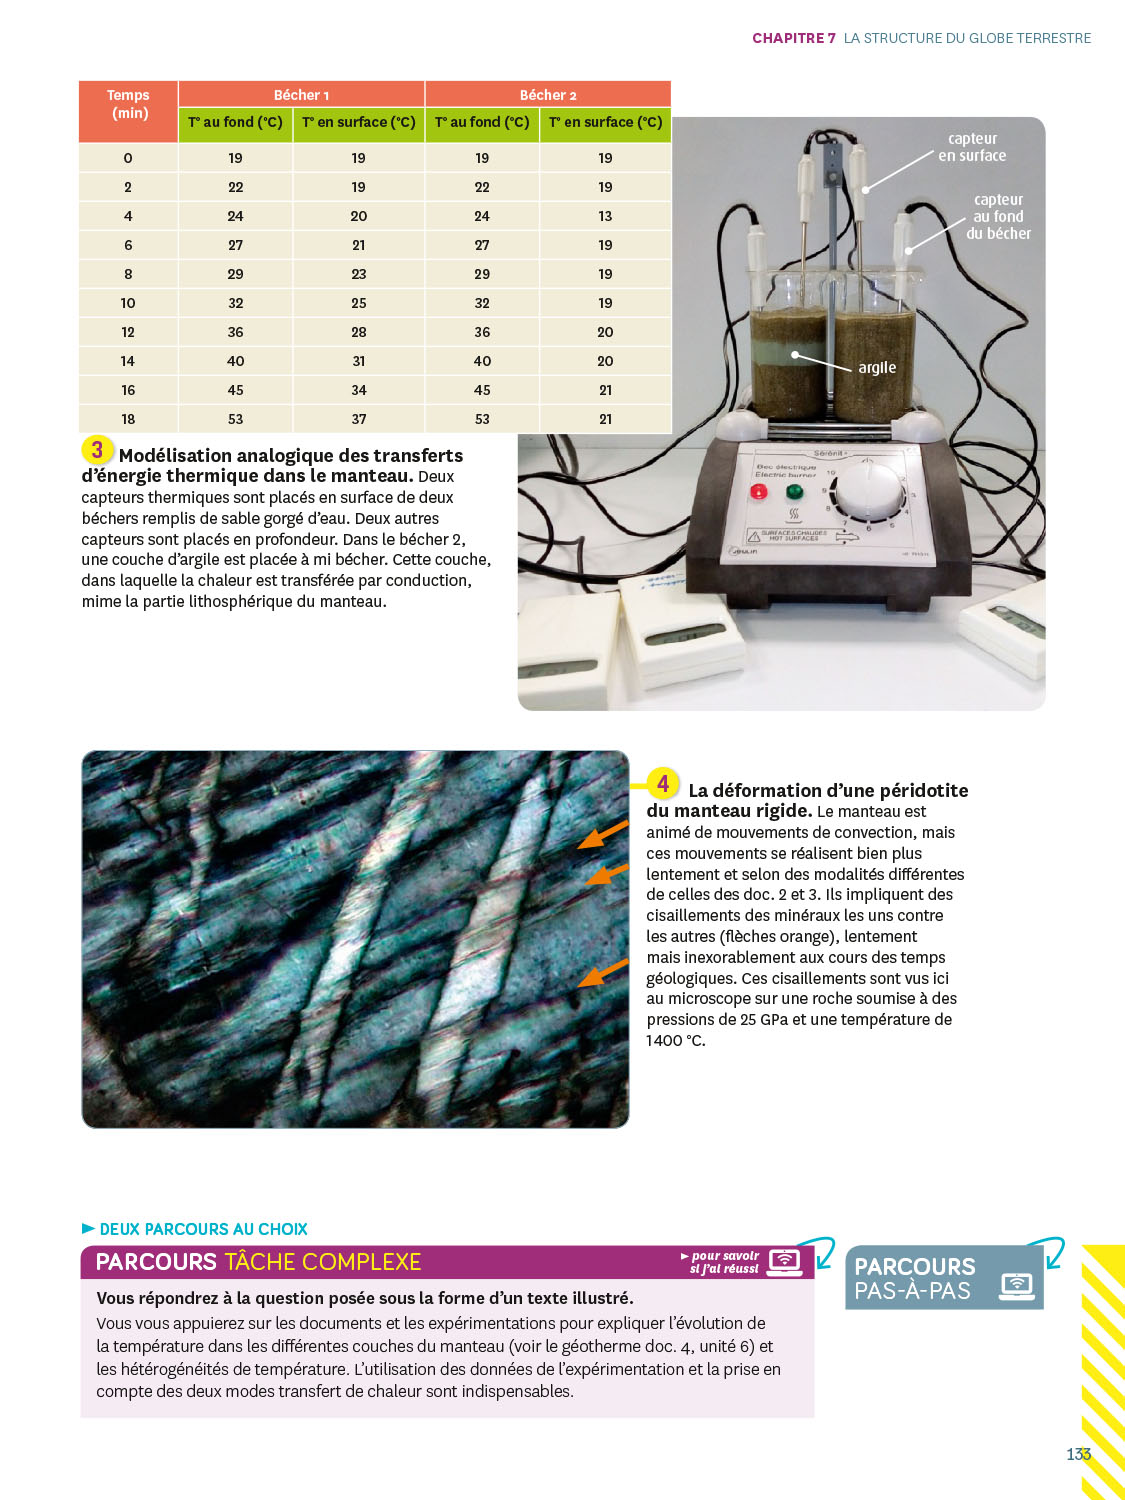 CHAPITRE 7 LA STRUCTURE DU GLOBE TERRESTRE
Temps (min) Bécher 1 Bécher 2
T° au fond (°C) T° en surface (°C) T° au fond (°C) T° en surface (°C)
0 19 19 19 19
2 22 19 22 19
4 24 20 24 13
6 27 21 27 19
8 29 23 29 19
10 32 25 32 19
12 36 28 36 20
14 40 31 40 20
16 45 34 45 21
18 53 37 53 21
capteur
en surface
capteur
au fond
du bécher
argile
Sérénit+
Bec électrique
Electric burner
10
9
8
7
6
5
4
3
2
SURFACES CHAUDES
HOT SURFACES
Jeulin
3 Modélisation analogique des transferts
d’énergie thermique dans le manteau. Deux
capteurs thermiques sont placés en surface de deux
béchers remplis de sable gorgé d’eau. Deux autres
capteurs sont placés en profondeur. Dans le bécher 2,
une couche d’argile est placée à mi bécher. Cette couche,
dans laquelle la chaleur est transférée par conduction,
mime la partie lithosphérique du manteau.
4 La déformation d’une péridotite
du manteau rigide. Le manteau est
animé de mouvements de convection, mais
ces mouvements se réalisent bien plus
lentement et selon des modalités différentes
de celles des doc. 2 et 3. Ils impliquent des
cisaillements des minéraux les uns contre
les autres (flèches orange), lentement
mais inexorablement aux cours des temps
géologiques. Ces cisaillements sont vus ici
au microscope sur une roche soumise à des
pressions de 25 GPa et une température de
1400 °C.
► DEUX PARCOURS AU CHOIX
PARCOURS TÂCHE COMPLEXE
► pour savoir
si j’ai réussi
Vous répondrez à la question posée sous la forme d’un texte illustré.
Vous vous appuierez sur les documents et les expérimentations pour expliquer l’évolution de
la température dans les différentes couches du manteau (voir le géotherme doc. 4, unité 6) et
les hétérogénéités de température. L’utilisation des données de l’expérimentation et la prise en
compte des deux modes transfert de chaleur sont indispensables.
PARCOURS
PAS-À-PAS
133